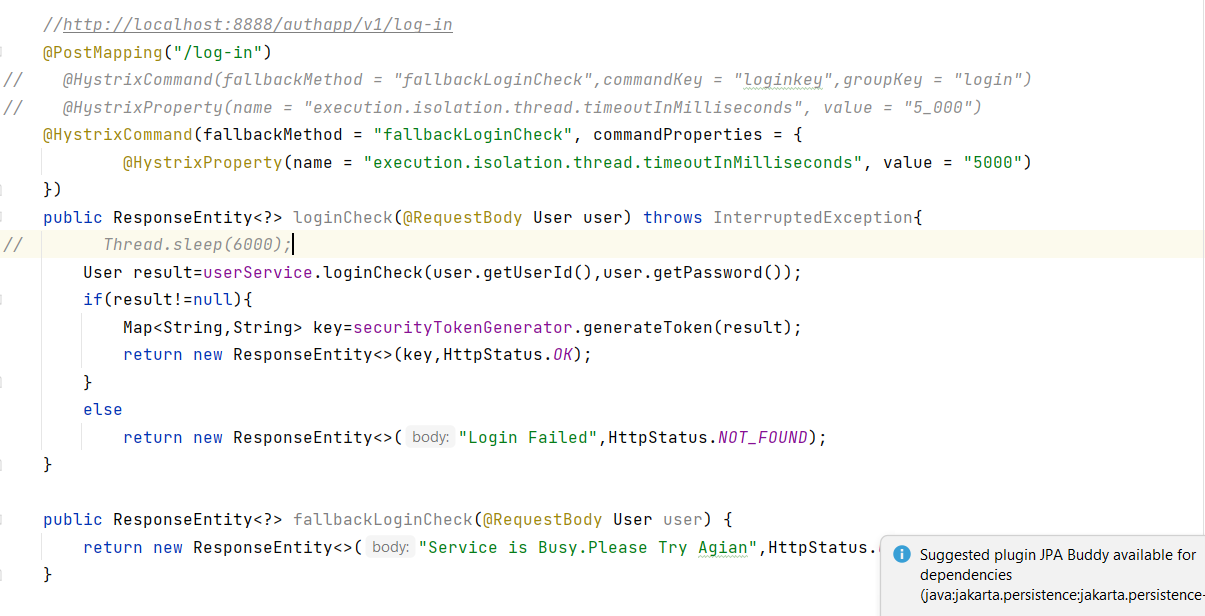 //http://localhost:8888/authapp/v1/log-in
@PostMapping("/log-in")
//    @HystrixCommand(fallbackMethod = "fallbackLoginCheck",commandKey = "loginkey",groupKey = "login")
//    @HystrixProperty(name = "execution.isolation.thread.timeoutInMilliseconds", value = "5_000")
@HystrixCommand(fallbackMethod = "fallbackLoginCheck", commandProperties = {
        @HystrixProperty(name = "execution.isolation.thread.timeoutInMilliseconds", value = "5000")
})
public ResponseEntity<?> loginCheck(@RequestBody User user) throws InterruptedException{
//        Thread.sleep(6000);
    User result=userService.loginCheck(user.getUserId(),user.getPassword());
    if(result!=null){
        Map<String,String> key=securityTokenGenerator.generateToken(result);
        return new ResponseEntity<>(key,HttpStatus.OK);
    }
    else
        return new ResponseEntity<>( body: "Login Failed",HttpStatus.NOT_FOUND);
}
public ResponseEntity<?> fallbackLoginCheck(@RequestBody User user) {
    return new ResponseEntity<>( body: "Service is Busy.Please Try Agian",HttpStatus.
}
Suggested plugin JPA Buddy available for
dependencies
(java:jakarta.persistence:jakarta.persistence-